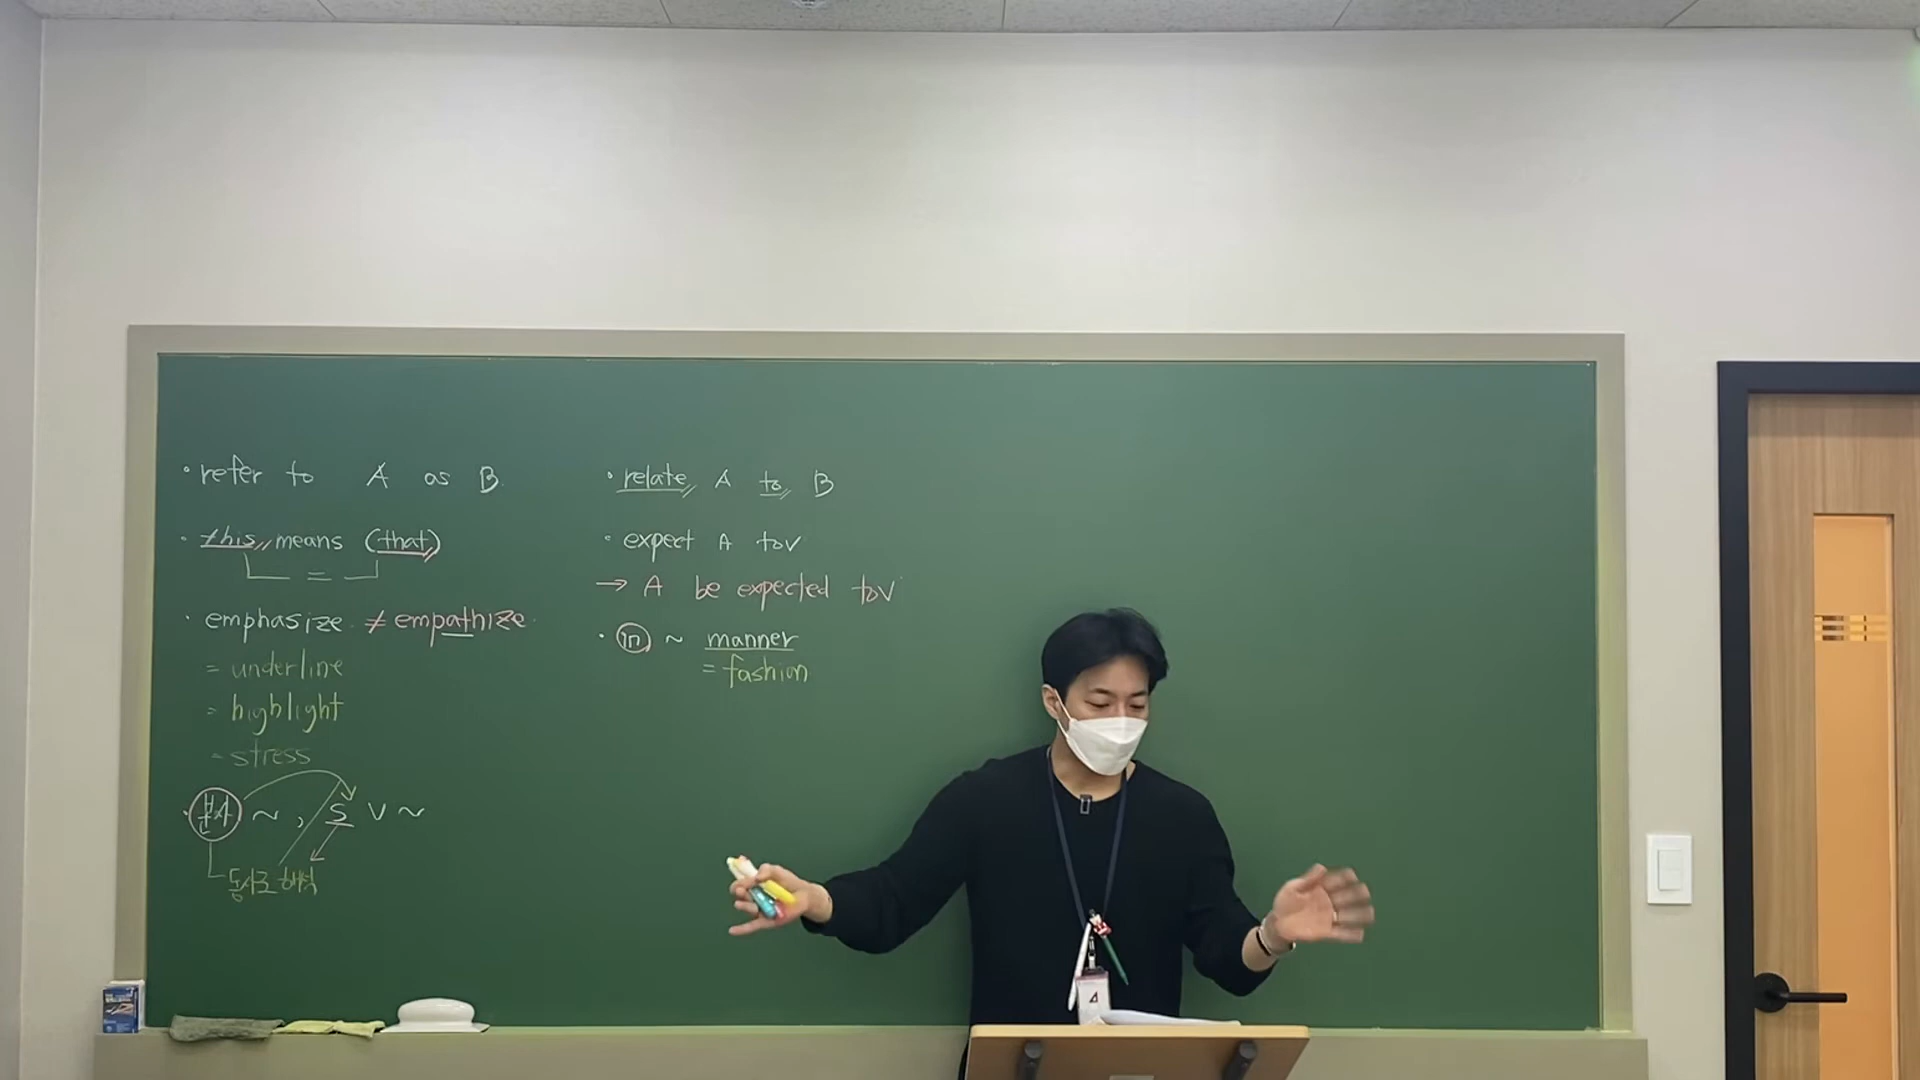 · refer to A as B
· this means (that)
=
· emphasize ≠ empathize
= underline
= highlight
= stress
· 분사 ~ , S V ~
동사로 해석
· relate A to B
· expect A to V
→ A be expected to V
· in ~ manner
= fashion